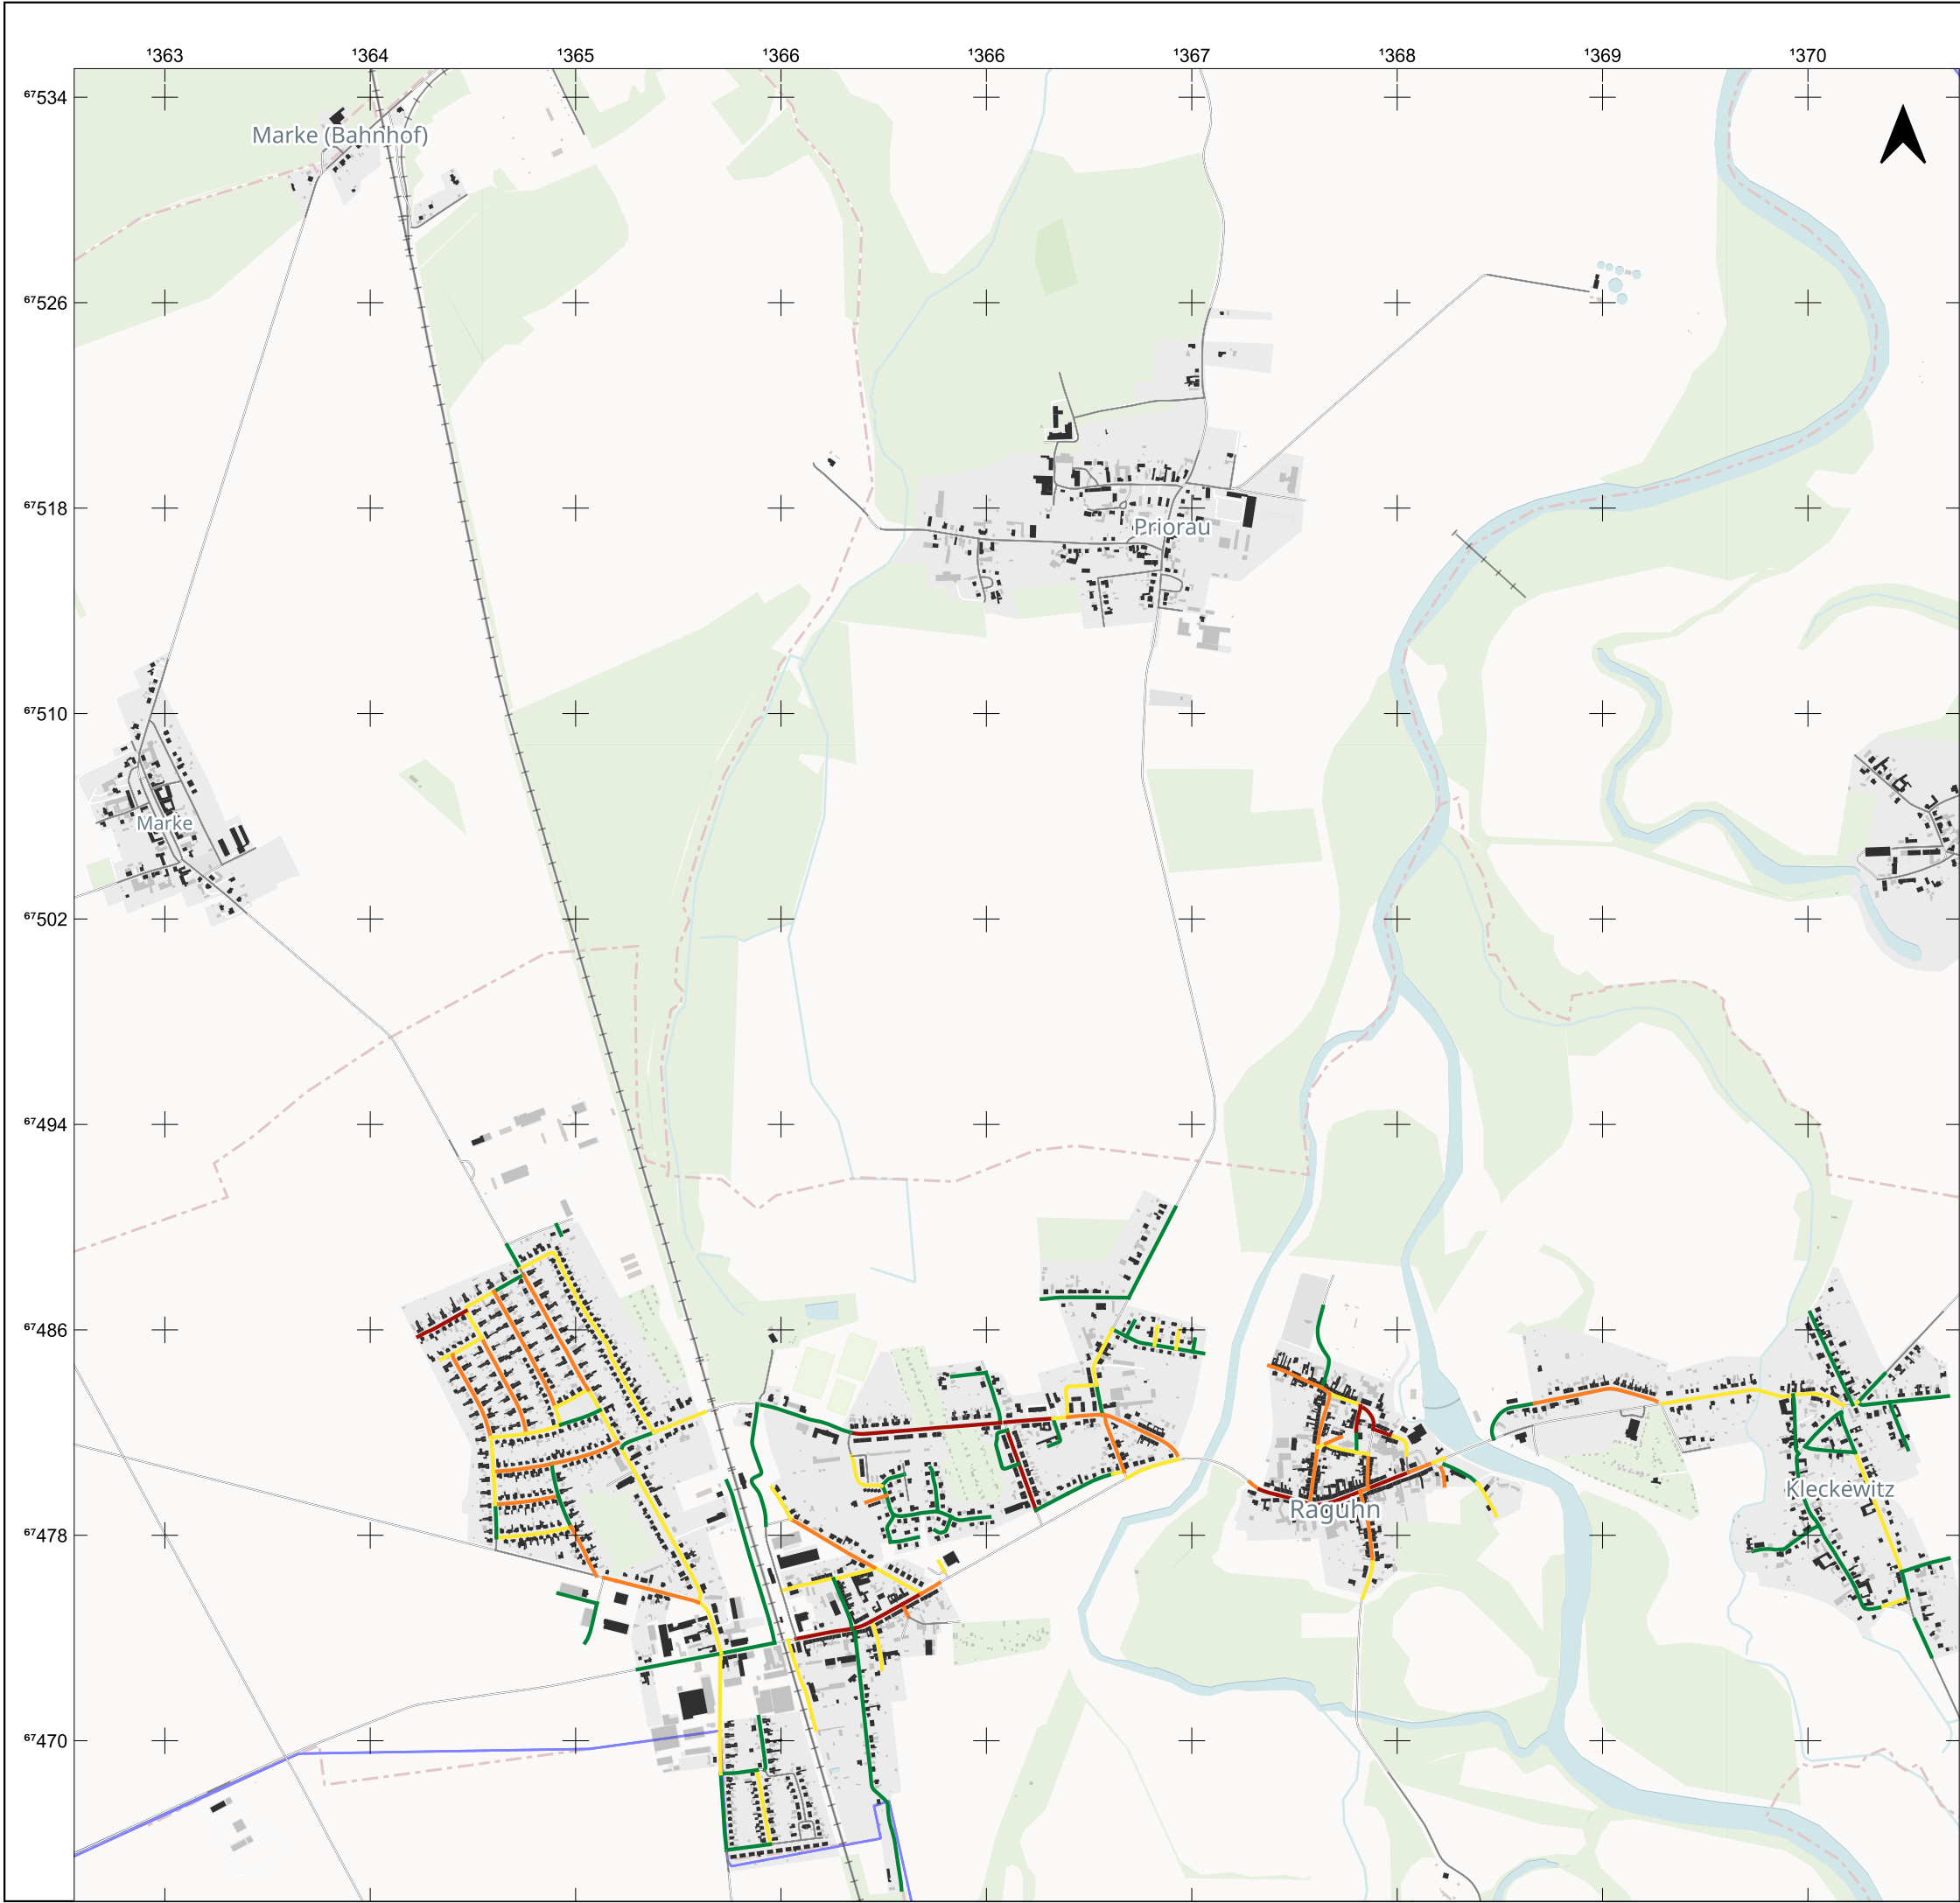 ¹363 ¹364 ¹365 ¹366 ¹366 ¹367 ¹368 ¹369 ¹370
⁶⁷534
Marke (Bahnhof)
⁶⁷526
⁶⁷518
Priorau
⁶⁷510
Marke
⁶⁷502
⁶⁷494
⁶⁷486
Kleckewitz
Raguhn
⁶⁷478
⁶⁷470